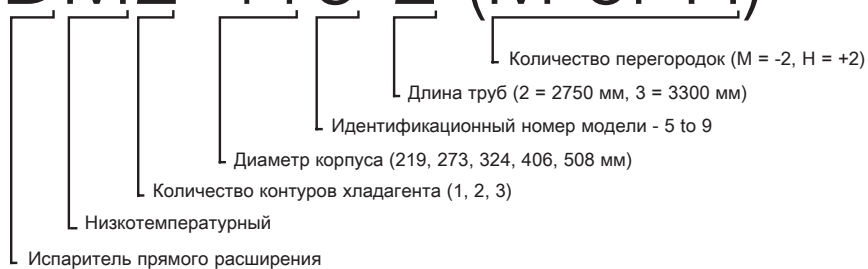 Количество перегородок (М = -2, Н = +2)
Длина труб (2 = 2750 мм, 3 = 3300 мм)
Идентификационный номер модели - 5 to 9
Диаметр корпуса (219, 273, 324, 406, 508 мм)
Количество контуров хладагента (1, 2, 3)
Низкотемпературный
Испаритель прямого расширения